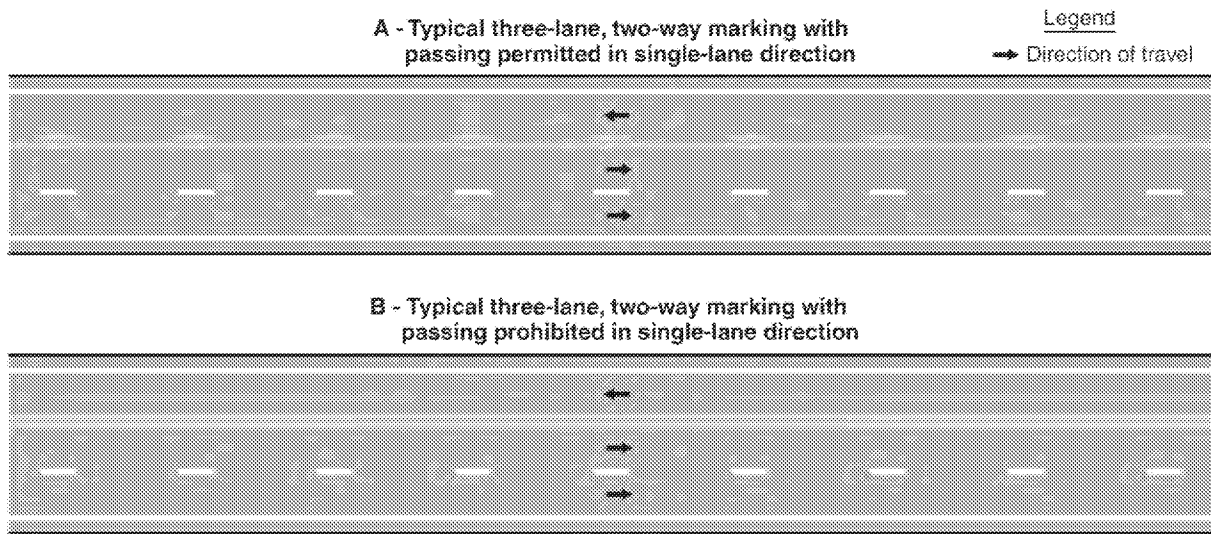 A - Typical three-lane, two-way marking with
passing permitted in single-lane direction
Legend
Direction of travel
B - Typical three-lane, two-way marking with
passing prohibited in single-lane direction